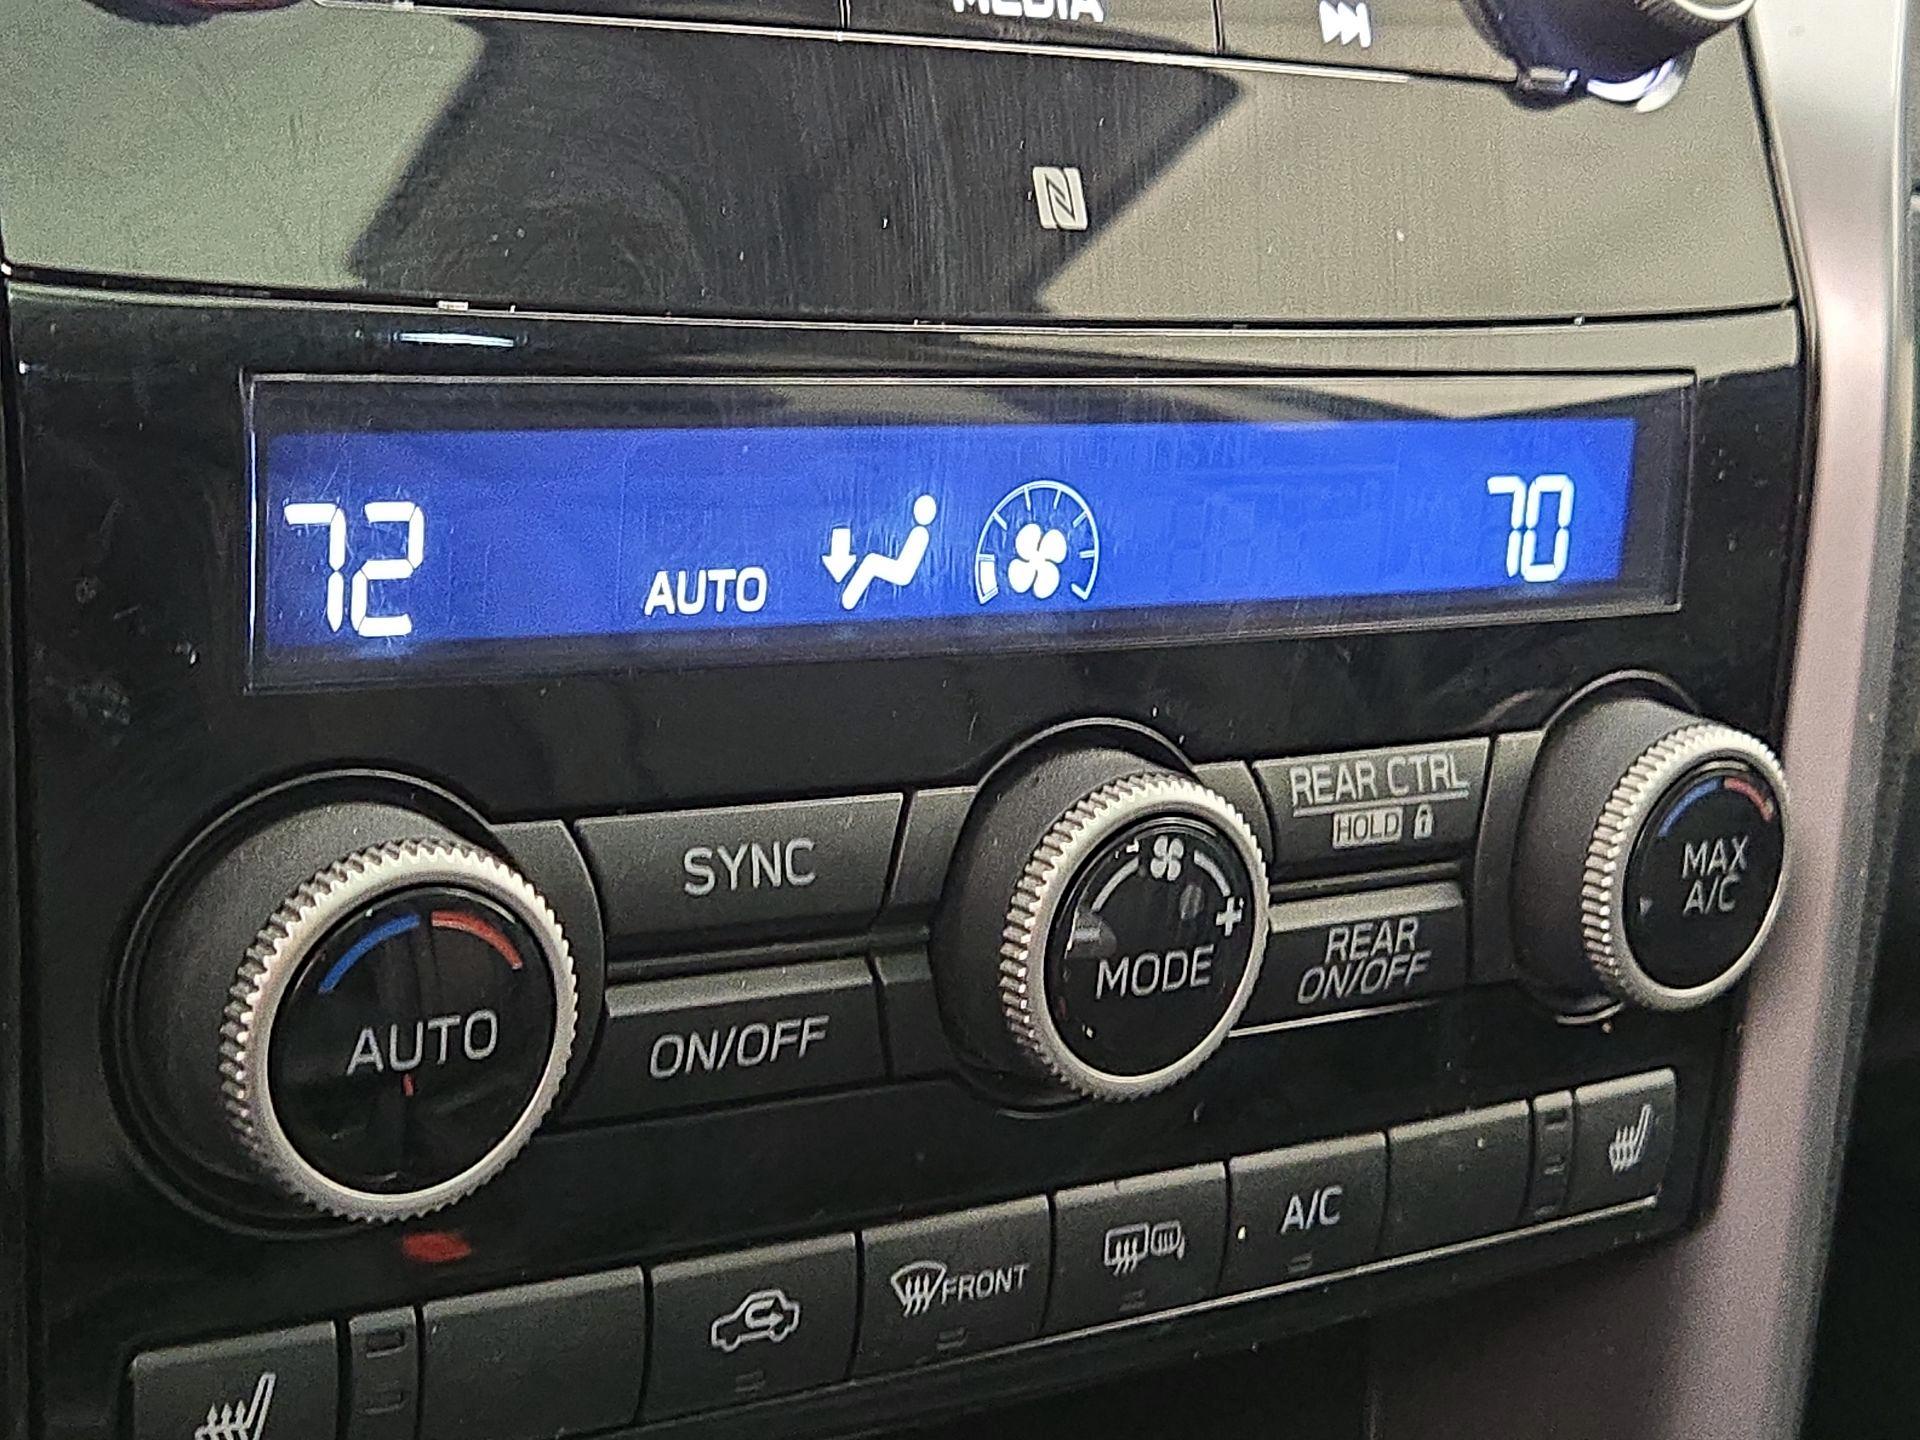 MEDIA
72
AUTO
70
SYNC
REAR CTRL
HOLD
MAX
A/C
MODE
REAR
ON/OFF
AUTO
ON/OFF
A/C
FRONT